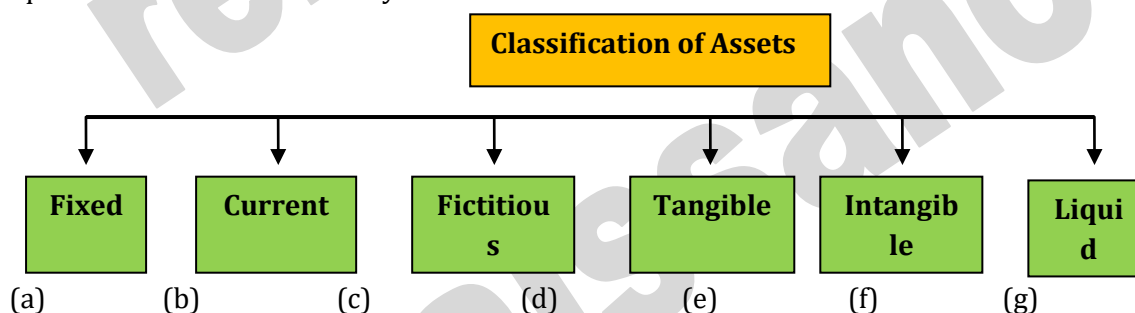 Classification of Assets
Fixed Current Fictitiou Tangible Intangib Liqui
s le d
(a) (b) (c) (d) (e) (f) (g)